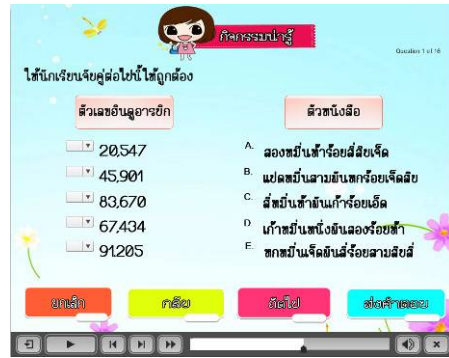 กิจกรรมน่ารู้
Question 1 of 16
ให้นักเรียนจับคู่ต่อไปนี้ให้ถูกต้อง
ตัวเลขฮินดูอารบิก
ตัวหนังสือ
20,547
A. สองหมื่นห้าร้อยสี่สิบเจ็ด
45,901
B. แปดหมื่นสามพันหกร้อยเจ็ดสิบ
83,670
C. สี่หมื่นห้าพันเก้าร้อยเอ็ด
67,434
D. เก้าหมื่นหนึ่งพันสองร้อยห้า
91,205
E. หกหมื่นเจ็ดพันสี่ร้อยสามสิบสี่
ยกเลิก
กลับ
ถัดไป
ส่งคำตอบ